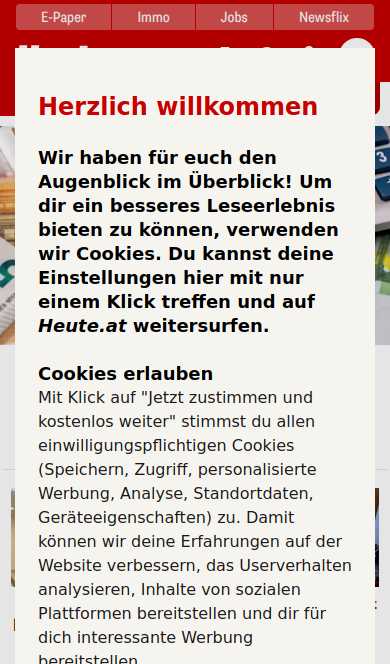 E-Paper
Immo
Jobs
Newsflix
Herzlich willkommen
Wir haben für euch den
Augenblick im Überblick! Um
dir ein besseres Leseerlebnis
bieten zu können, verwenden
wir Cookies. Du kannst deine
Einstellungen hier mit nur
einem Klick treffen und auf
Heute.at weitersurfen.
Cookies erlauben
Mit Klick auf "Jetzt zustimmen und
kostenlos weiter" stimmst du allen
einwilligungspflichtigen Cookies
(Speichern, Zugriff, personalisierte
Werbung, Analyse, Standortdaten,
Geräteeigenschaften) zu. Damit
können wir deine Erfahrungen auf der
Website verbessern, das Userverhalten
analysieren, Inhalte von sozialen
Plattformen bereitstellen und dir für
dich interessante Werbung
bereitstellen